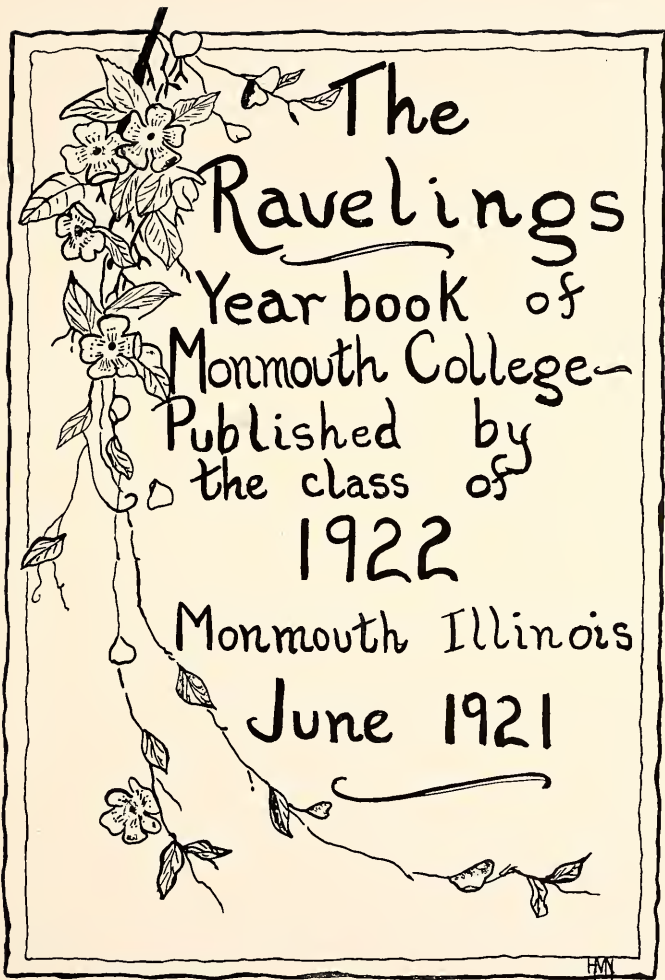 The
Ravelings
Year book of
Monmouth College-
Published by
the class of
1922
Monmouth Illinois
June 1921